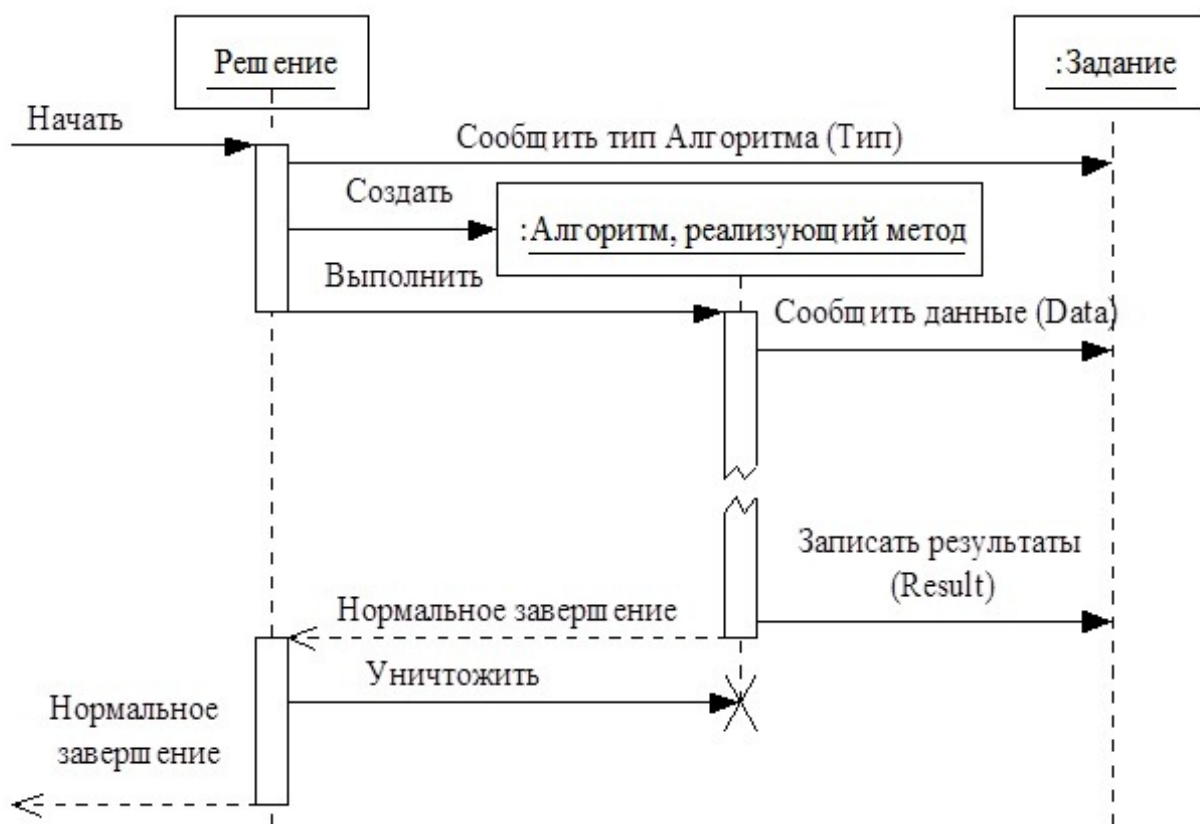 Решение
:Задание
Начать
Сообщить тип Алгоритма (Тип)
Создать
:Алгоритм, реализующий метод
Выполнить
Сообщить данные (Data)
Записать результаты
(Result)
Нормальное завершение
Уничтожить
Нормальное
завершение